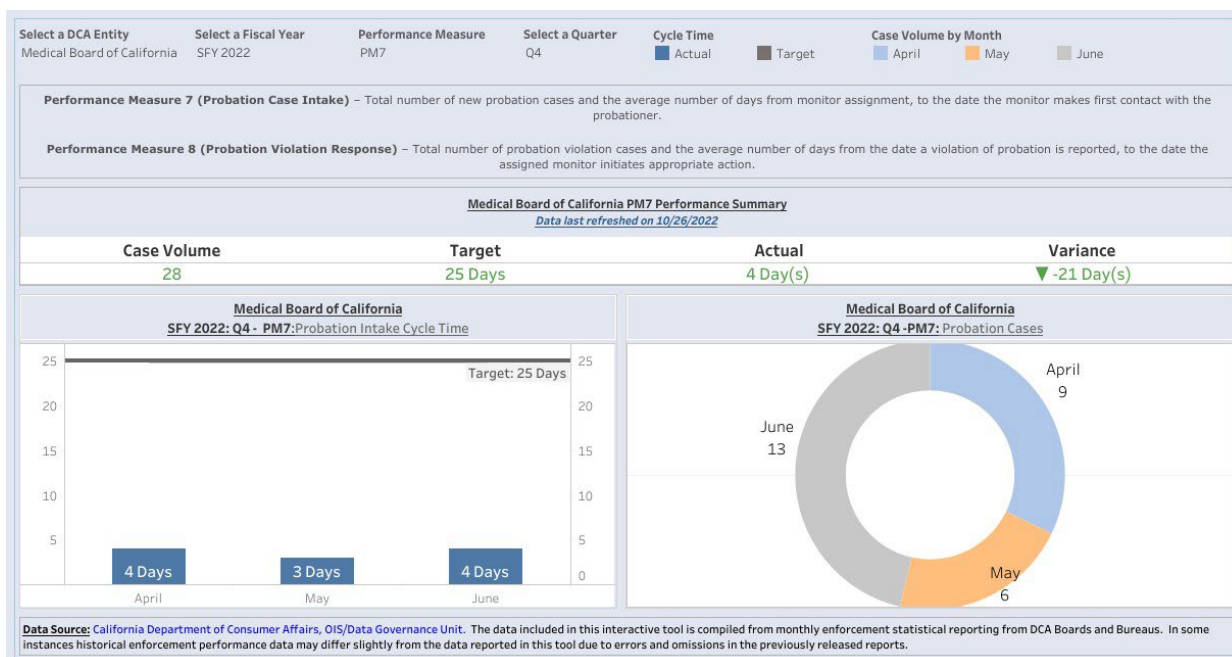 Select a DCA Entity Select a Fiscal Year Performance Measure Select a Quarter Cycle Time Case Volume by Month
Medical Board of California SFY 2022 PM7 Q4 Actual Target April May June
Performance Measure 7 (Probation Case Intake) – Total number of new probation cases and the average number of days from monitor assignment, to the date the monitor makes first contact with the
probationer.
Performance Measure 8 (Probation Violation Response) – Total number of probation violation cases and the average number of days from the date a violation of probation is reported, to the date the
assigned monitor initiates appropriate action.
Medical Board of California PM7 Performance Summary
Data last refreshed on 10/26/2022
Case Volume Target Actual Variance
28 25 Days 4 Day(s) ▼ -21 Day(s)
Medical Board of California
SFY 2022: Q4 - PM7:Probation Intake Cycle Time
25 25
Target: 25 Days
20 20
15 15
10 10
5 5
0
4 Days 3 Days 4 Days
April May June
Medical Board of California
SFY 2022: Q4 -PM7: Probation Cases
April
9
June
13
May
6
Data Source: California Department of Consumer Affairs, OIS/Data Governance Unit. The data included in this interactive tool is compiled from monthly enforcement statistical reporting from DCA Boards and Bureaus. In some
instances historical enforcement performance data may differ slightly from the data reported in this tool due to errors and omissions in the previously released reports.